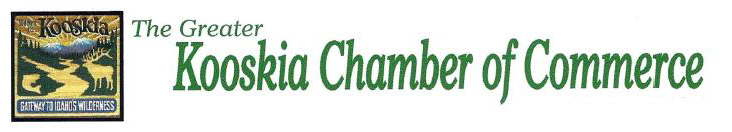 Kooskia
GATEWAY TO IDAHO'S WILDERNESS
The Greater
Kooskia Chamber of Commerce